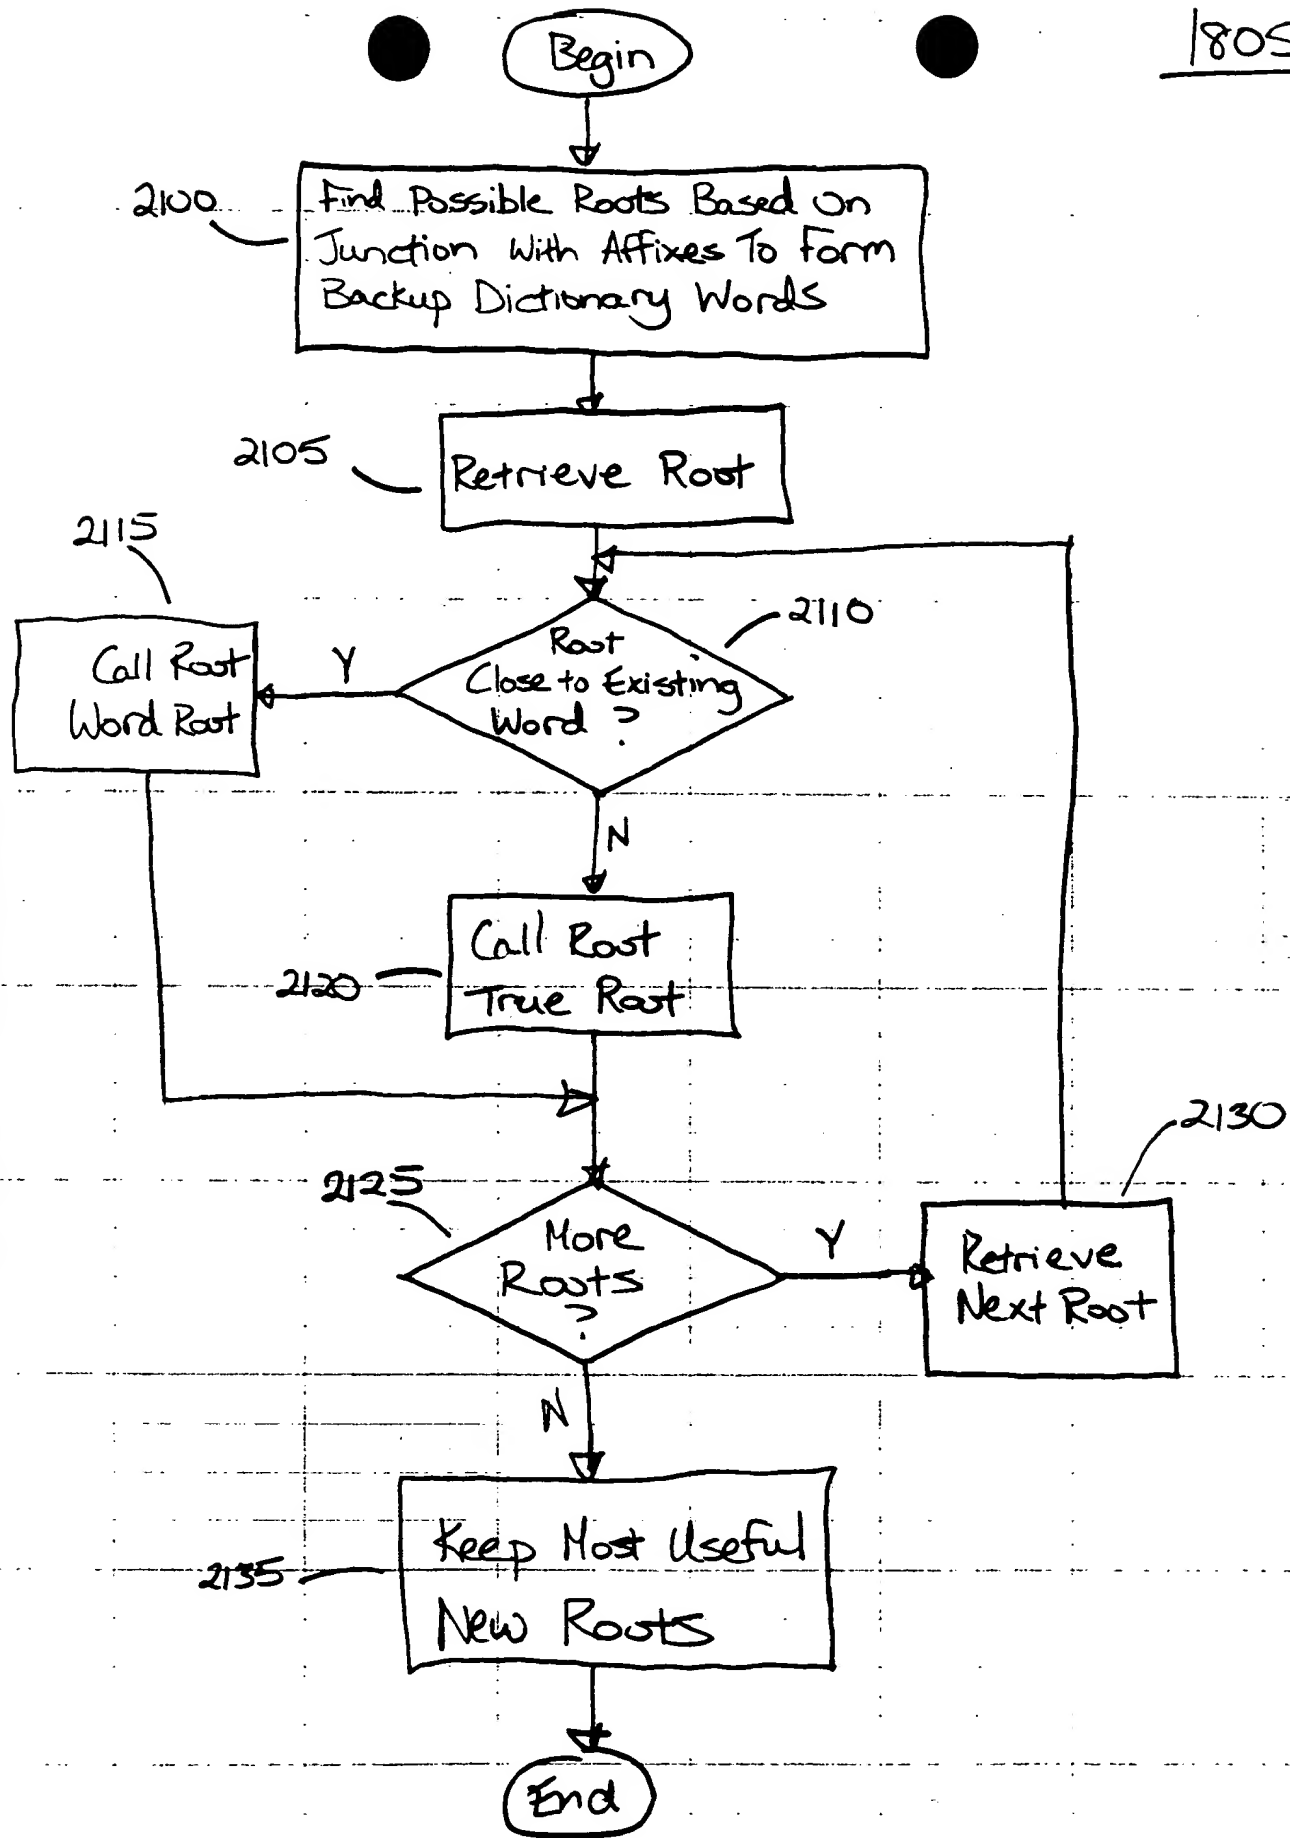 Begin
1805
2100
Find Possible Roots Based On
Junction With Affixes To Form
Backup Dictionary Words
2105
Retrieve Root
2115
2110
Call Root
Word Root
Y
Root
Close to Existing
Word ?
N
Call Root
True Root
2120
2130
2125
More
Roots
?
Y
Retrieve
Next Root
N
Keep Most Useful
New Roots
2135
End